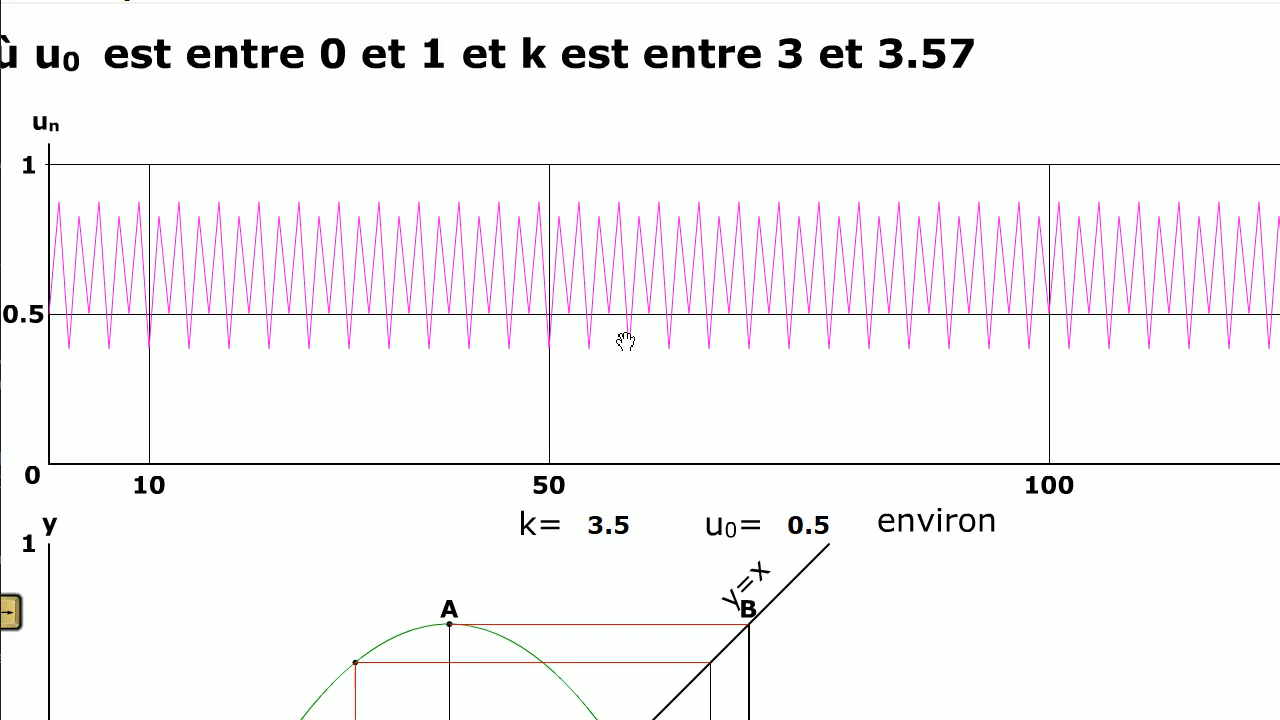 ù u₀ est entre 0 et 1 et k est entre 3 et 3.57
uₙ
1
0.5
0
10 50 100
k= 3.5 u₀= 0.5 environ
y
1
y=x
A B